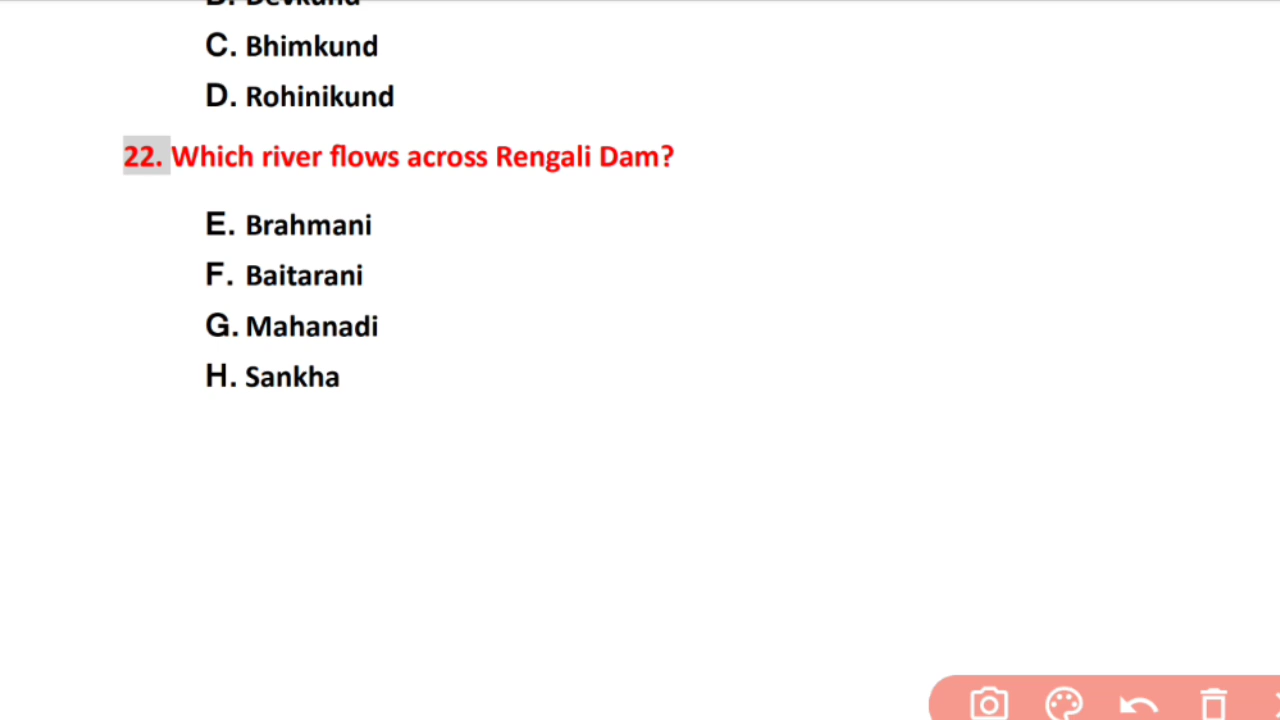 C. Bhimkund
D. Rohinikund
22. Which river flows across Rengali Dam?
E. Brahmani
F. Baitarani
G. Mahanadi
H. Sankha